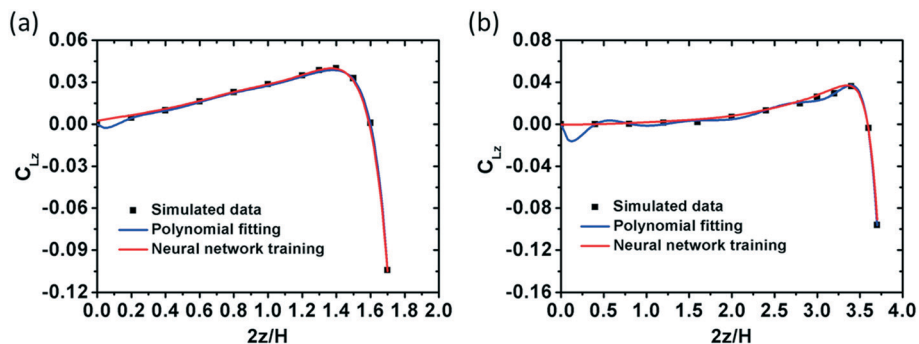 (a)
0.06
0.03
0.00
-0.03
-0.06
-0.09
-0.12
C_Lz
Simulated data
Polynomial fitting
Neural network training
0.0 0.2 0.4 0.6 0.8 1.0 1.2 1.4 1.6 1.8 2.0
2z/H
(b)
0.08
0.04
0.00
-0.04
-0.08
-0.12
-0.16
C_Lz
Simulated data
Polynomial fitting
Neural network training
0.0 0.5 1.0 1.5 2.0 2.5 3.0 3.5 4.0
2z/H